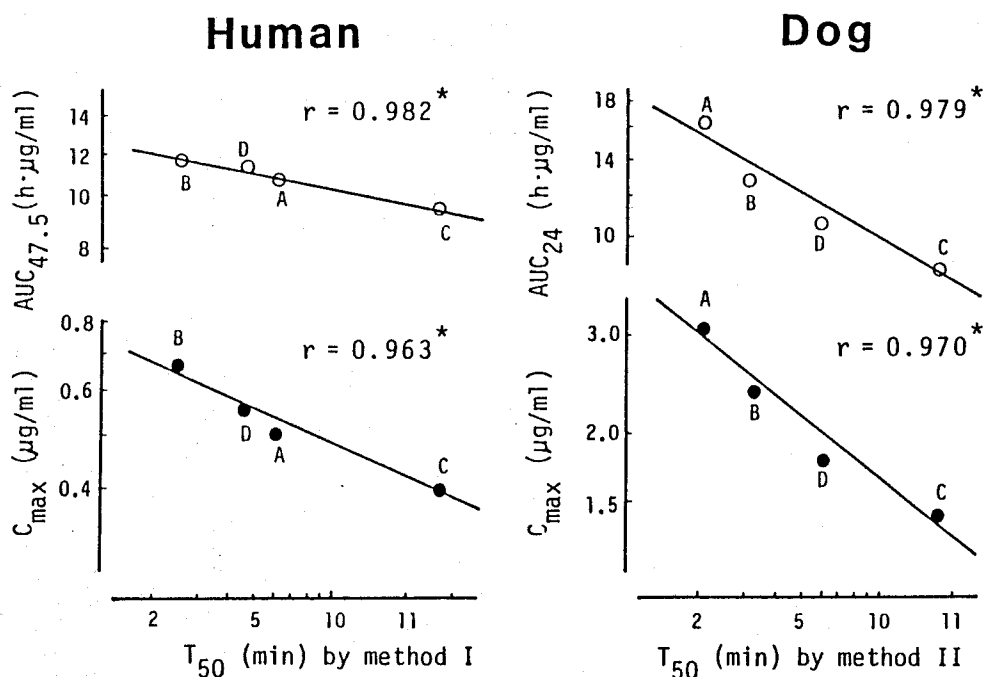 Human
Dog
AUC47.5 (h·μg/ml)
14
12
10
8
r = 0.982*
B
D
A
C
AUC24 (h·μg/ml)
18
14
10
r = 0.979*
A
B
D
C
Cmax (μg/ml)
0.8
0.6
0.4
r = 0.963*
B
D
A
C
Cmax (μg/ml)
3.0
2.0
1.5
r = 0.970*
A
B
D
C
2 5 10 11
T50 (min) by method I
2 5 10 11
T50 (min) by method II